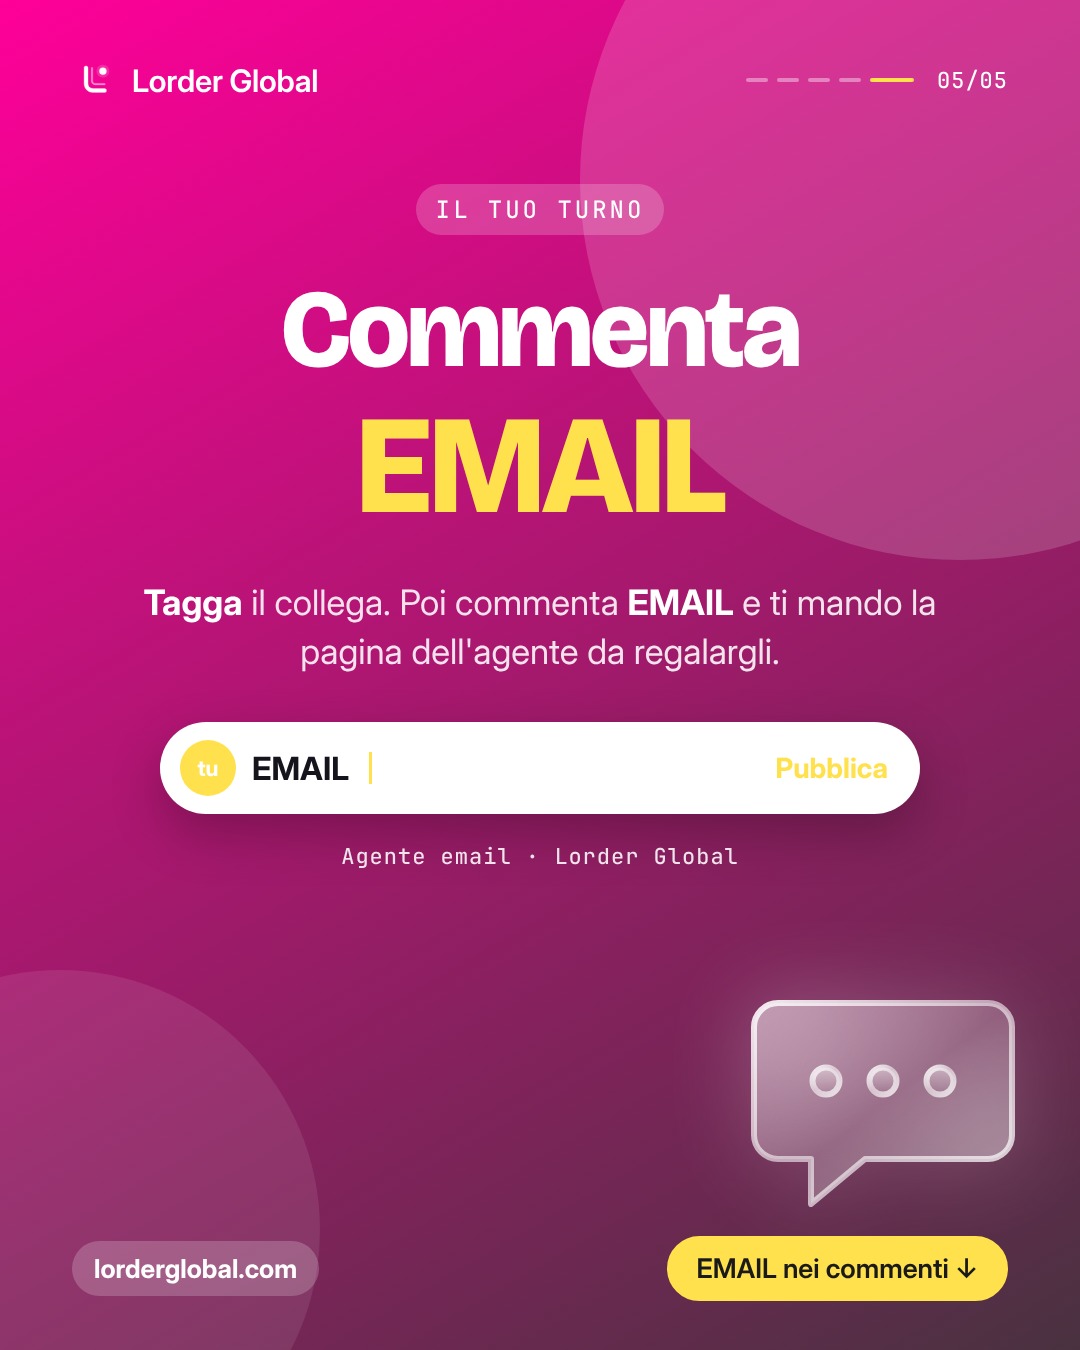 Lorder Global
05/05
IL TUO TURNO
Commenta
EMAIL
Tagga il collega. Poi commenta EMAIL e ti mando la
pagina dell'agente da regalargli.
tu EMAIL Pubblica
Agente email · Lorder Global
lorderglobal.com
EMAIL nei commenti ↓